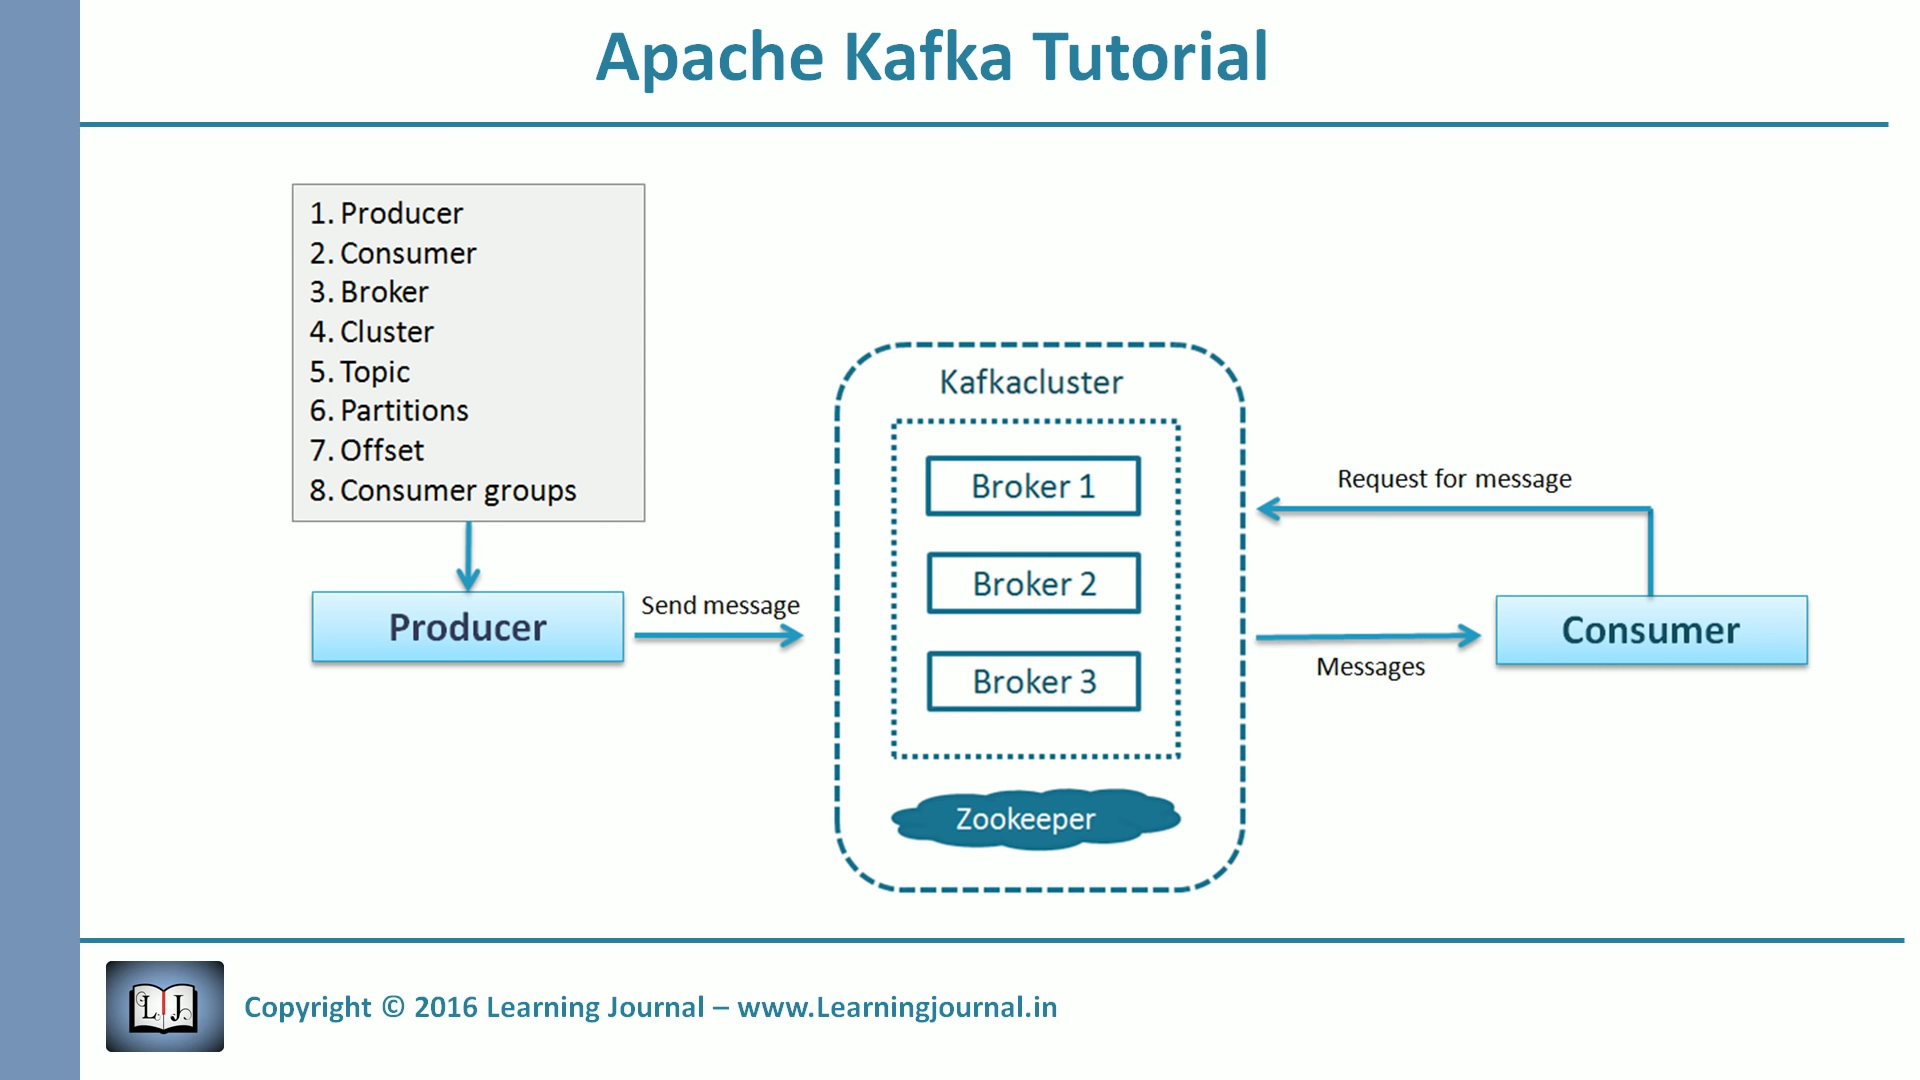 Apache Kafka Tutorial
1. Producer
2. Consumer
3. Broker
4. Cluster
5. Topic
6. Partitions
7. Offset
8. Consumer groups
Producer
Send message
Kafkacluster
Broker 1
Broker 2
Broker 3
Zookeeper
Request for message
Messages
Consumer
L J
Copyright © 2016 Learning Journal – www.Learningjournal.in